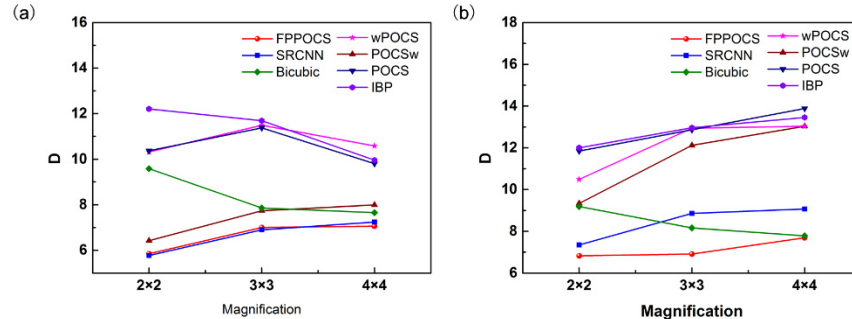 (a)
14
12
10
8
6
D
FPPOCS
SRCNN
Bicubic
wPOCS
POCSw
POCS
IBP
2×2
3×3
4×4
Magnification
(b)
18
16
14
12
10
8
6
D
FPPOCS
SRCNN
Bicubic
wPOCS
POCSw
POCS
IBP
2×2
3×3
4×4
Magnification